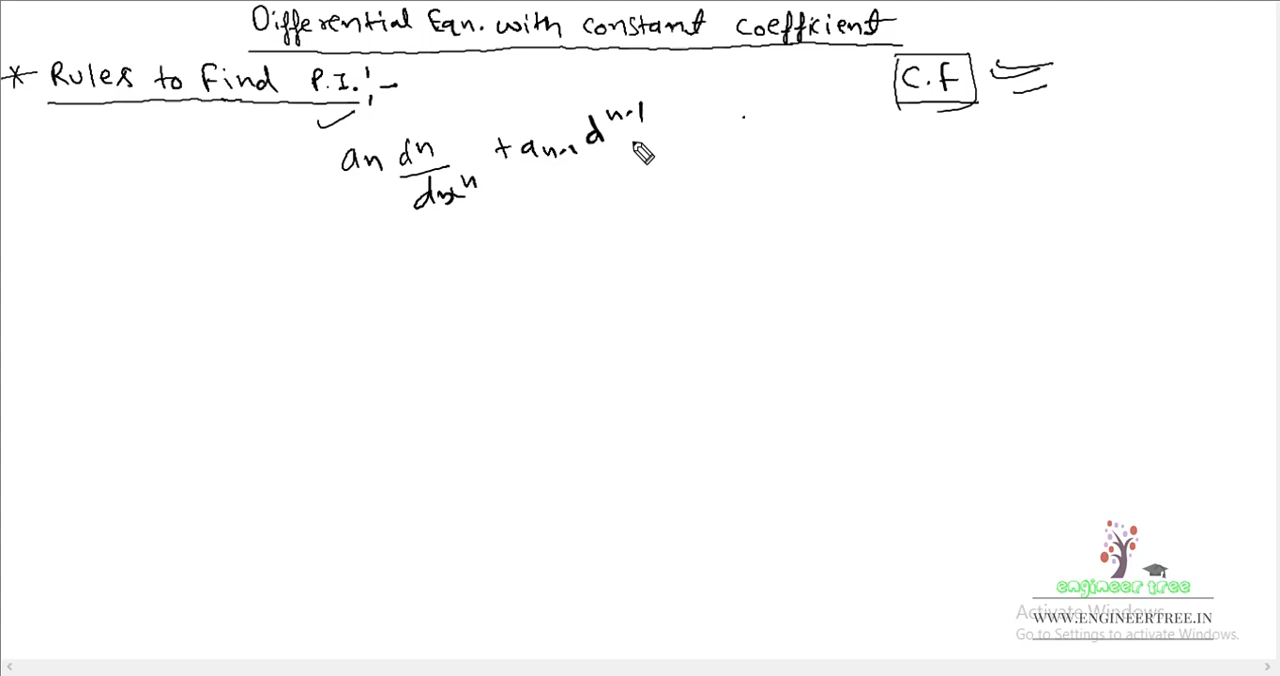 Differential Eqn. with constant coefficient
* Rules to find P.I. :-
C.F
an dn/dxn + an-1 dn-1
engineer tree
WWW.ENGINEERTREE.IN
Activate Windows
Go to Settings to activate Windows.